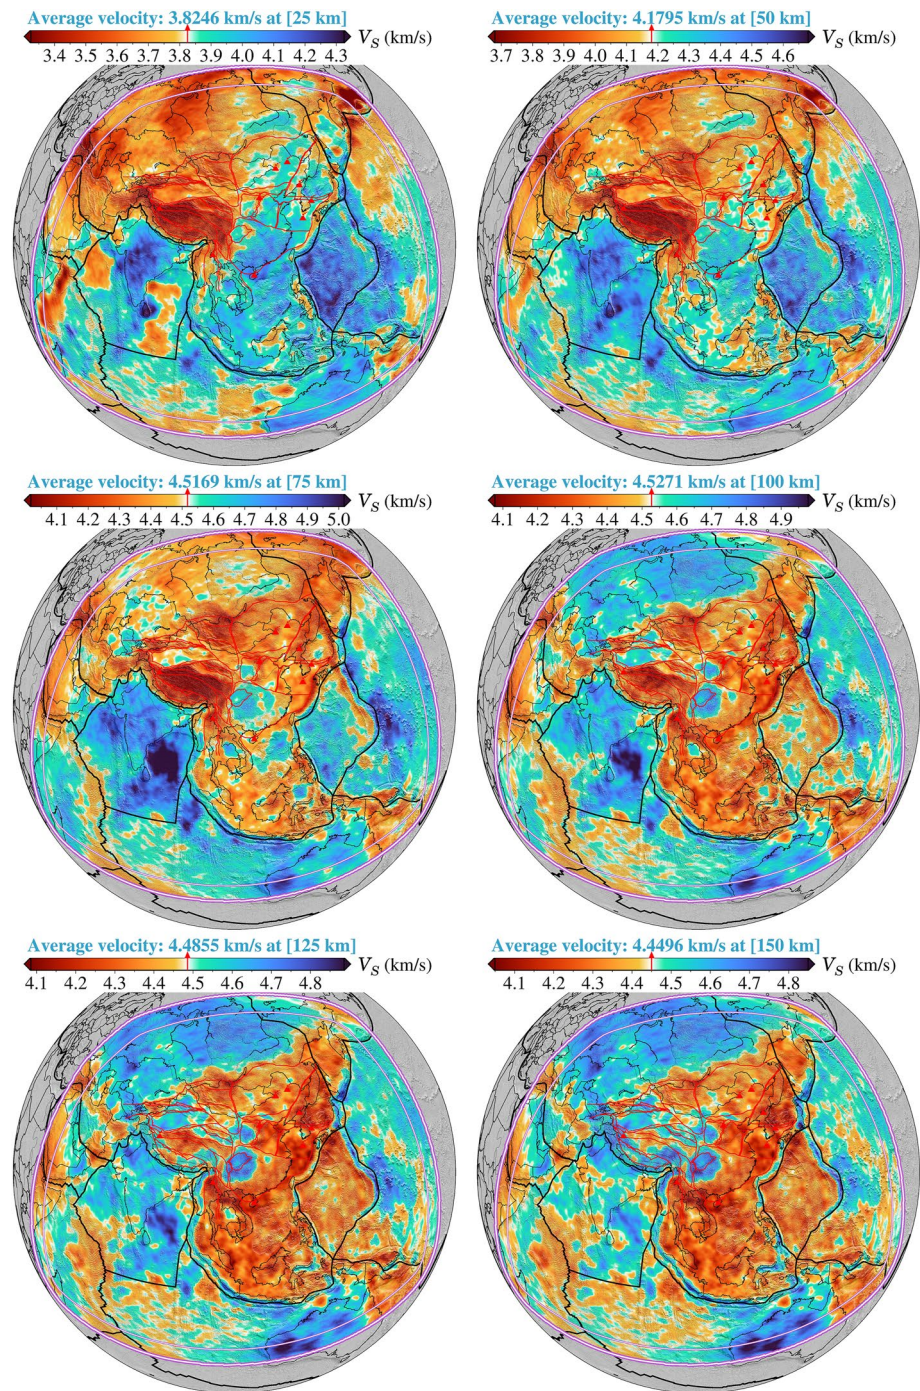 Average velocity: 3.8246 km/s at [25 km]
V_S (km/s)
3.4 3.5 3.6 3.7 3.8 3.9 4.0 4.1 4.2 4.3
Average velocity: 4.1795 km/s at [50 km]
V_S (km/s)
3.7 3.8 3.9 4.0 4.1 4.2 4.3 4.4 4.5 4.6
Average velocity: 4.5169 km/s at [75 km]
V_S (km/s)
4.1 4.2 4.3 4.4 4.5 4.6 4.7 4.8 4.9 5.0
Average velocity: 4.5271 km/s at [100 km]
V_S (km/s)
4.1 4.2 4.3 4.4 4.5 4.6 4.7 4.8 4.9
Average velocity: 4.4855 km/s at [125 km]
V_S (km/s)
4.1 4.2 4.3 4.4 4.5 4.6 4.7 4.8
Average velocity: 4.4496 km/s at [150 km]
V_S (km/s)
4.1 4.2 4.3 4.4 4.5 4.6 4.7 4.8